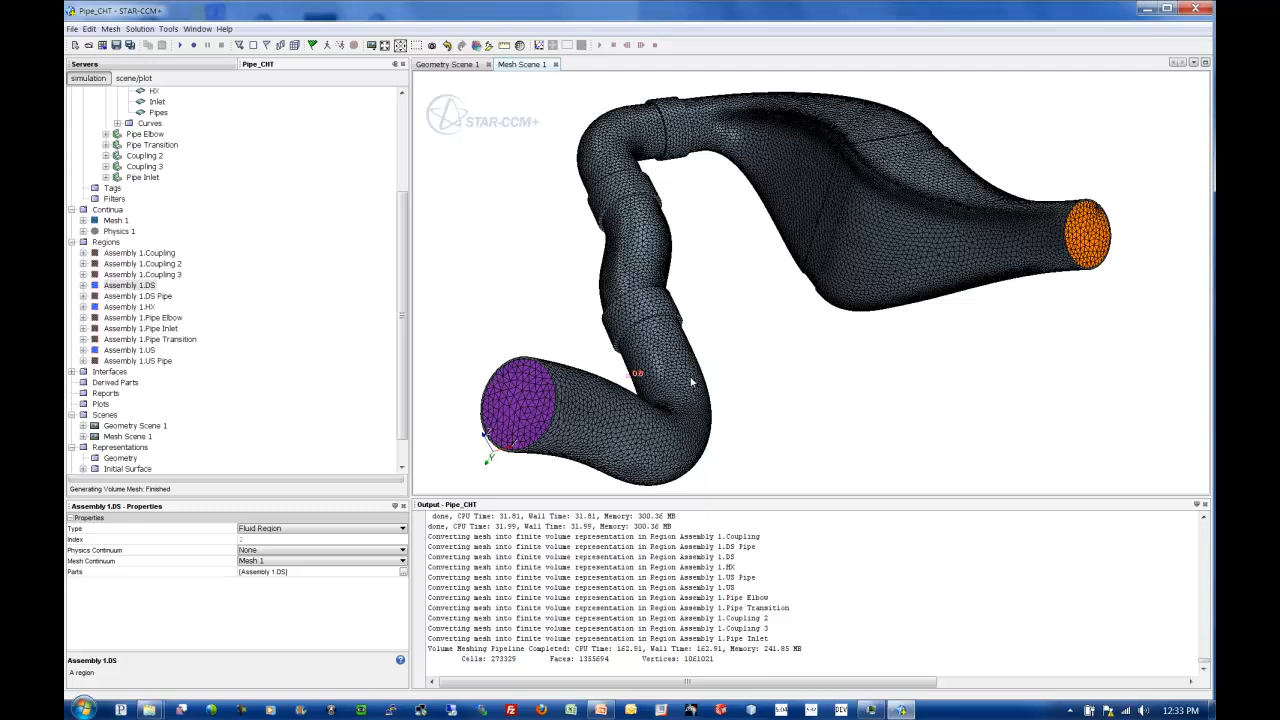 Pipe_CHT - STAR-CCM+
File Edit Mesh Solution Tools Window Help
Servers
Pipe_CHT
Geometry Scene 1
Mesh Scene 1
simulation
scene/plot
HX
Inlet
Pipes
Curves
Pipe Elbow
Pipe Transition
Coupling 2
Coupling 3
Pipe Inlet
Tags
Filters
Continua
Mesh 1
Physics 1
Regions
Assembly 1.Coupling
Assembly 1.Coupling 2
Assembly 1.Coupling 3
Assembly 1.DS
Assembly 1.DS Pipe
Assembly 1.HX
Assembly 1.Pipe Elbow
Assembly 1.Pipe Inlet
Assembly 1.Pipe Transition
Assembly 1.US
Assembly 1.US Pipe
Interfaces
Derived Parts
Reports
Plots
Scenes
Geometry Scene 1
Mesh Scene 1
Representations
Geometry
Initial Surface
Generating Volume Mesh: Finished
STAR-CCM+
Y
Assembly 1.DS - Properties
Properties
Type Fluid Region
Index 2
Physics Continuum None
Mesh Continuum Mesh 1
Parts [Assembly 1.DS]
Assembly 1.DS
A region
Output - Pipe_CHT
done, CPU Time: 31.81, Wall Time: 31.81, Memory: 300.36 MB
done, CPU Time: 31.99, Wall Time: 31.99, Memory: 300.36 MB
Converting mesh into finite volume representation in Region Assembly 1.Coupling
Converting mesh into finite volume representation in Region Assembly 1.DS Pipe
Converting mesh into finite volume representation in Region Assembly 1.DS
Converting mesh into finite volume representation in Region Assembly 1.HX
Converting mesh into finite volume representation in Region Assembly 1.US Pipe
Converting mesh into finite volume representation in Region Assembly 1.US
Converting mesh into finite volume representation in Region Assembly 1.Pipe Elbow
Converting mesh into finite volume representation in Region Assembly 1.Pipe Transition
Converting mesh into finite volume representation in Region Assembly 1.Coupling 2
Converting mesh into finite volume representation in Region Assembly 1.Coupling 3
Converting mesh into finite volume representation in Region Assembly 1.Pipe Inlet
Volume Meshing Pipeline Completed: CPU Time: 162.91, Wall Time: 162.91, Memory: 241.85 MB
Cells: 273329 Faces: 1355694 Vertices: 1061021
12:33 PM